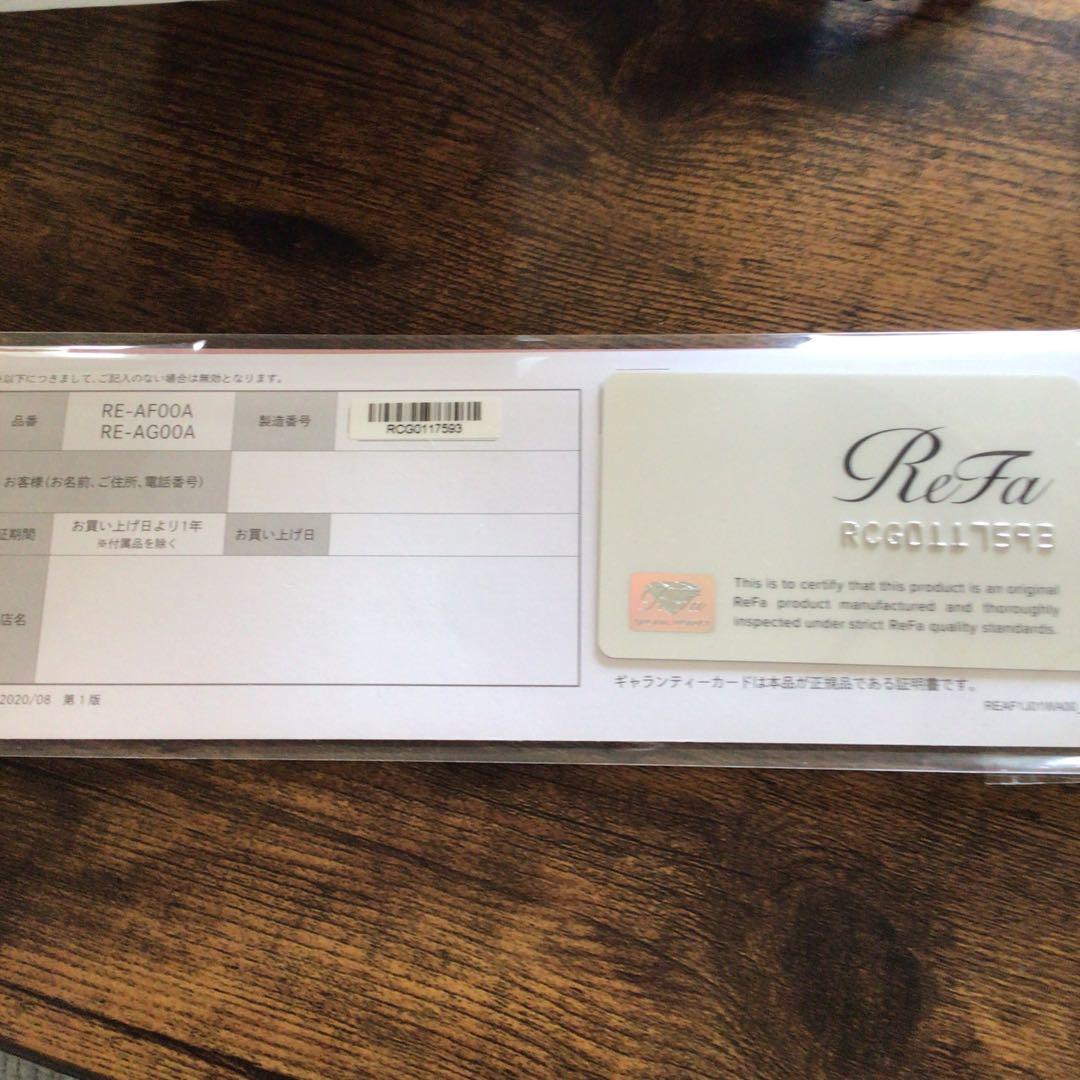 以下につきまして、ご記入のない場合は無効となります。
品番
RE-AF00A
RE-AG00A
製造番号
RCG0117593
お客様(お名前、ご住所、電話番号)
証期間
お買い上げ日より1年
※付属品を除く
お買い上げ日
店名
2020/08 第1版
ReFa
RCG0117593
ReFa
This is to certify that this product is an original
ReFa product manufactured and thoroughly
inspected under strict ReFa quality standards.
ギャランティーカードは本品が正規品である証明書です。